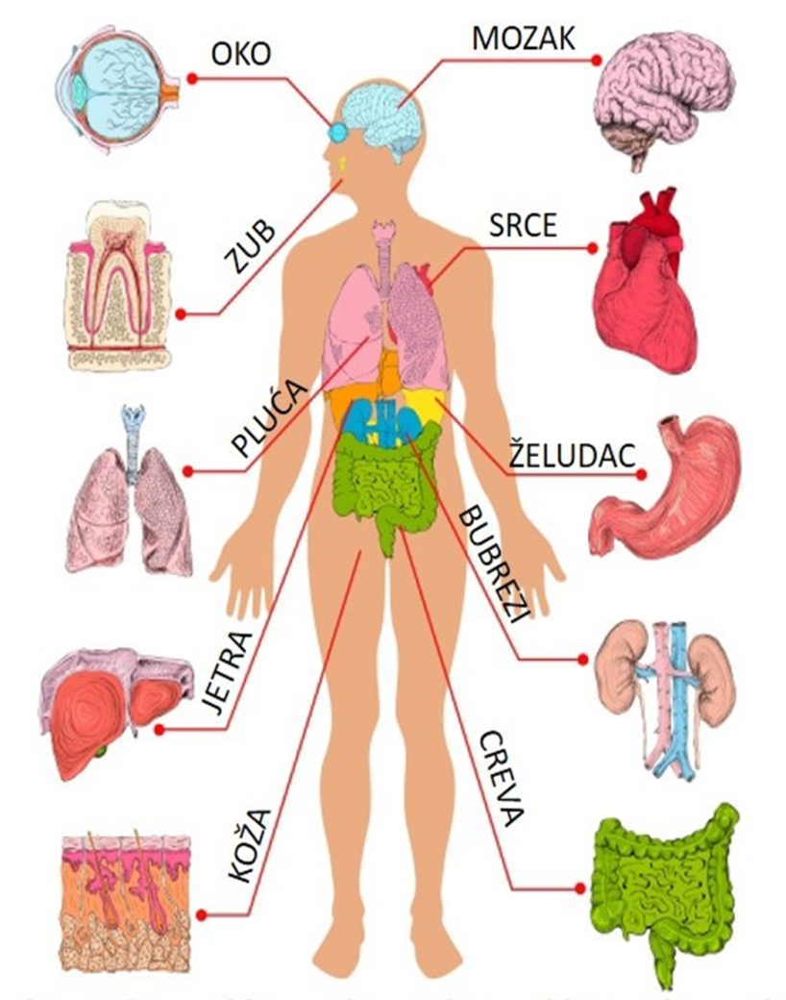 OKO
MOZAK
ZUB
SRCE
PLUĆA
ŽELUDAC
BUBREZI
JETRA
CREVA
KOŽA